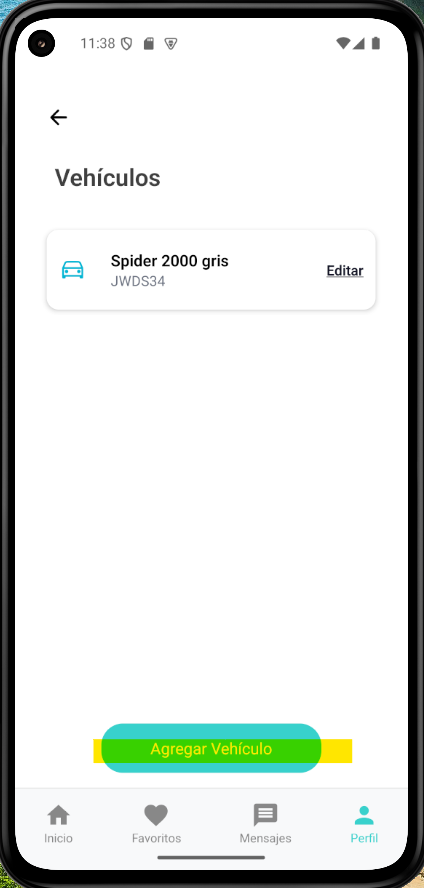 11:38
Vehículos
Spider 2000 gris
JWDS34
Editar
Agregar Vehículo
Inicio
Favoritos
Mensajes
Perfil